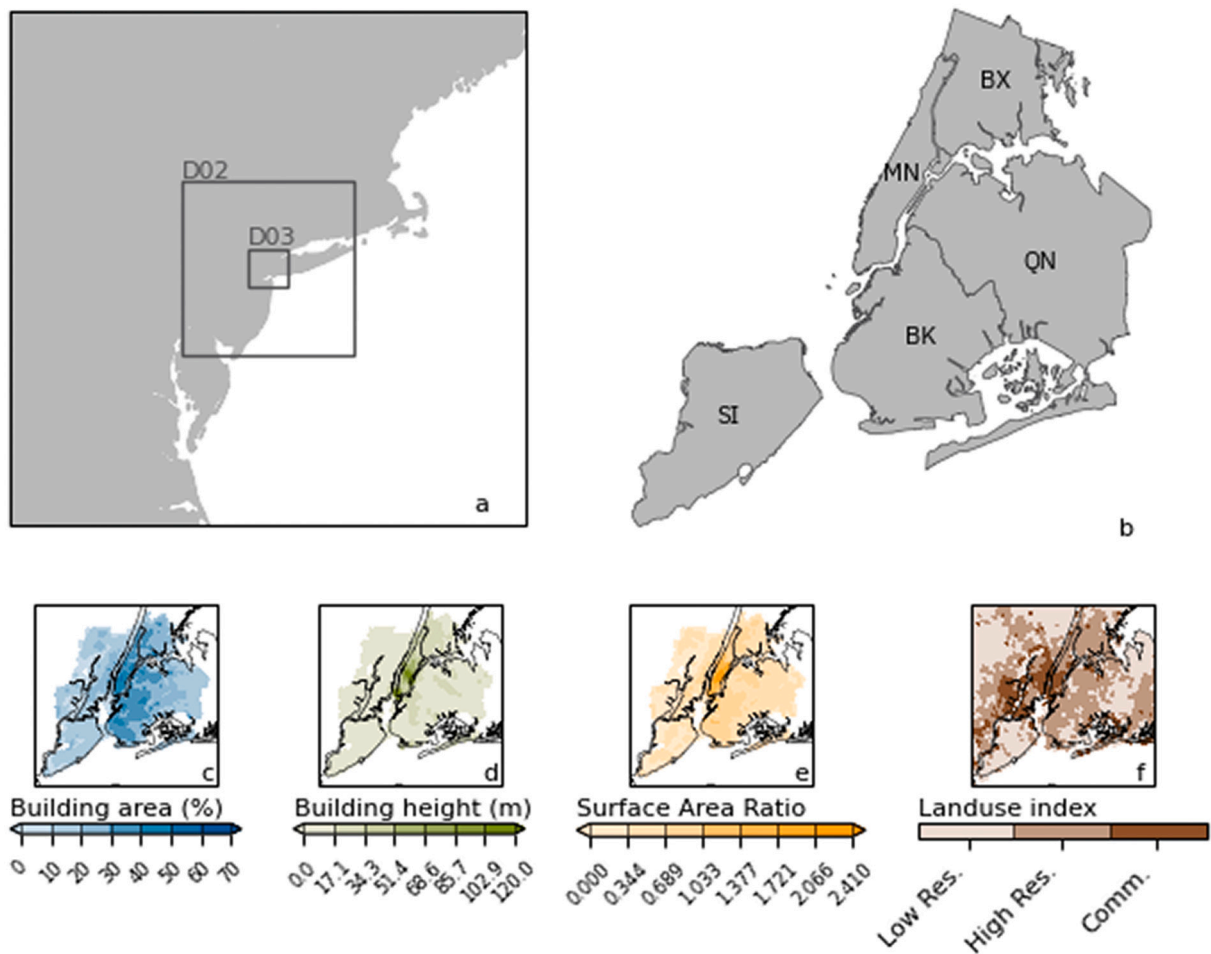 D02
D03
a
BX
MN
QN
BK
SI
b
c
Building area (%)
0 10 20 30 40 50 60 70
d
Building height (m)
0.0 17.1 34.3 51.4 68.6 85.7 102.9 120.0
e
Surface Area Ratio
0.000 0.344 0.689 1.033 1.377 1.721 2.066 2.410
f
Landuse index
Low Res. High Res. Comm.